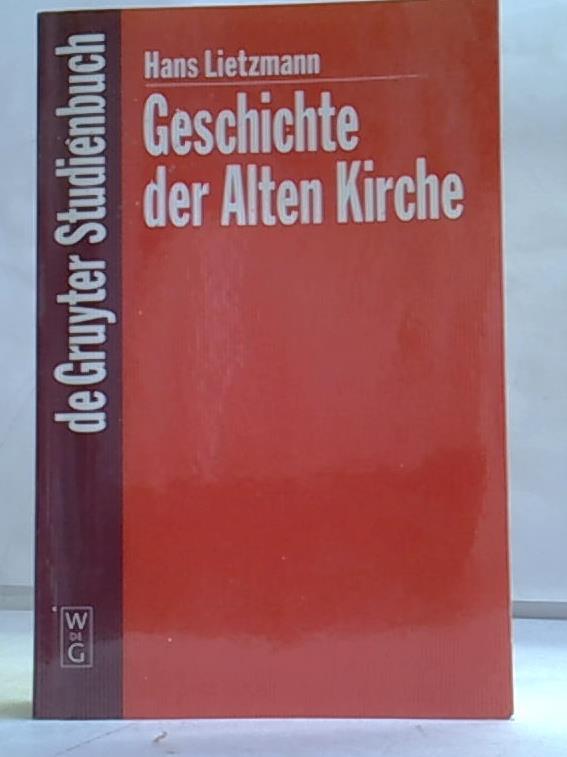 Hans Lietzmann
Geschichte
der Alten Kirche
de Gruyter Studienbuch
W
DE
G